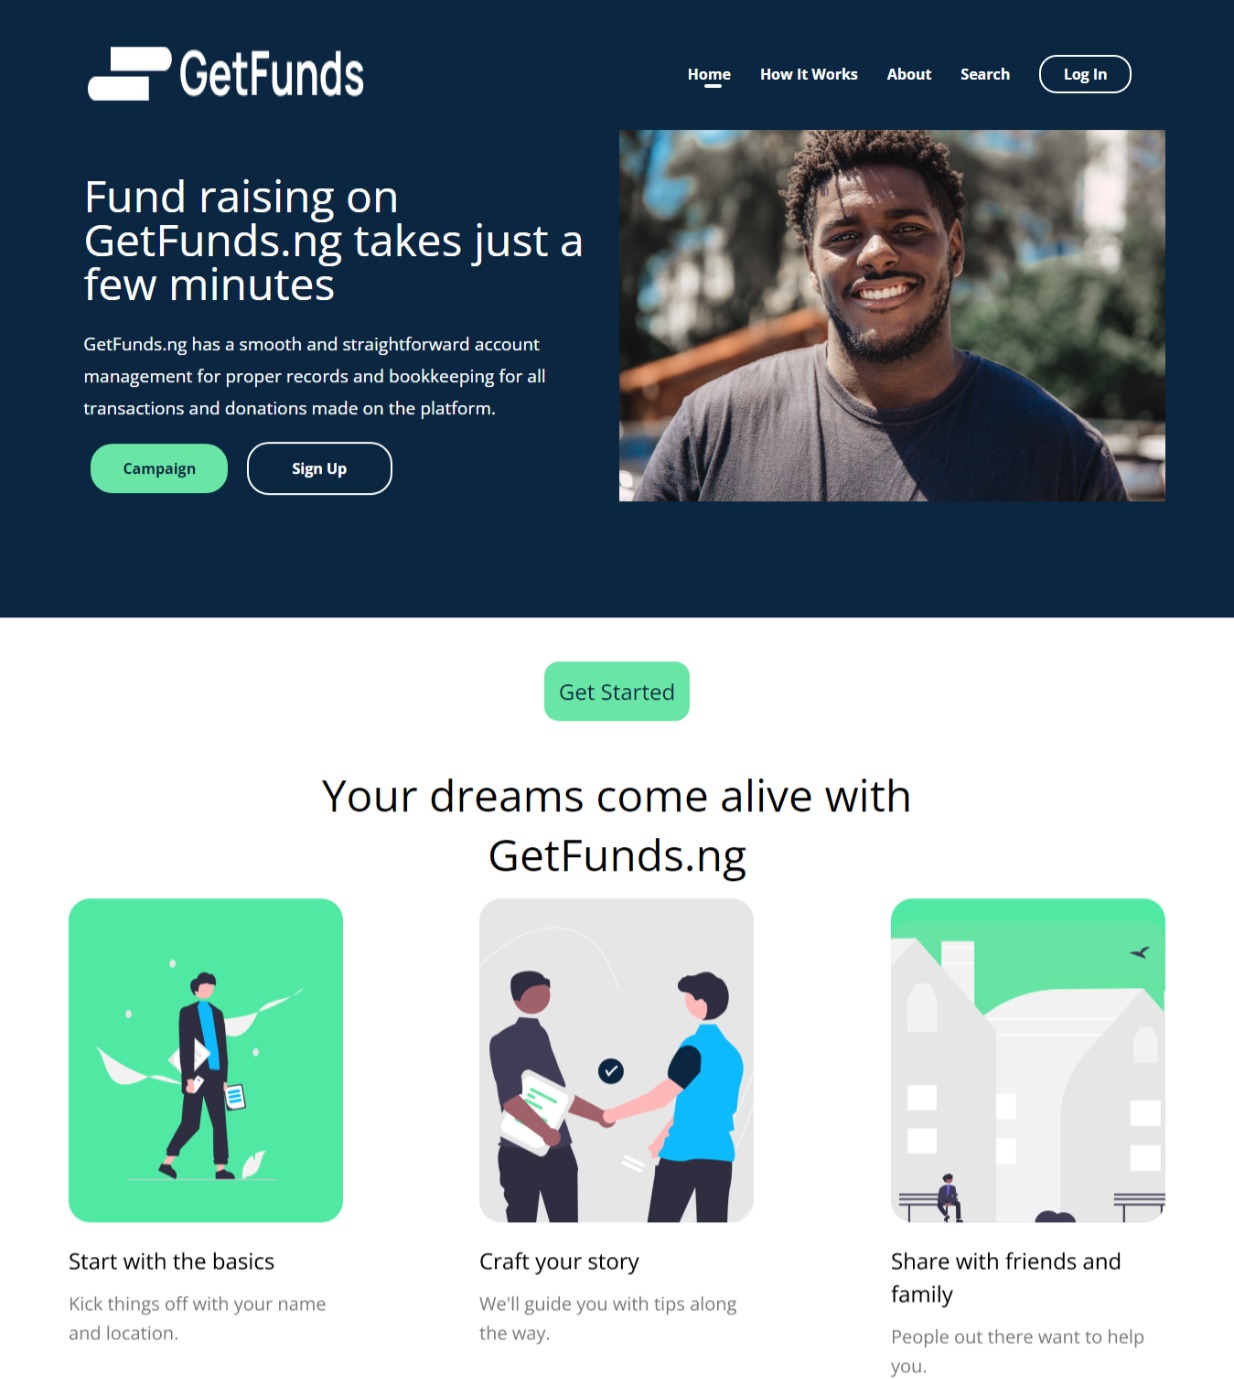 GetFunds
Home How It Works About Search Log In
Fund raising on
GetFunds.ng takes just a
few minutes
GetFunds.ng has a smooth and straightforward account
management for proper records and bookkeeping for all
transactions and donations made on the platform.
Campaign Sign Up
Get Started
Your dreams come alive with
GetFunds.ng
Start with the basics
Kick things off with your name
and location.
Craft your story
We'll guide you with tips along
the way.
Share with friends and
family
People out there want to help
you.